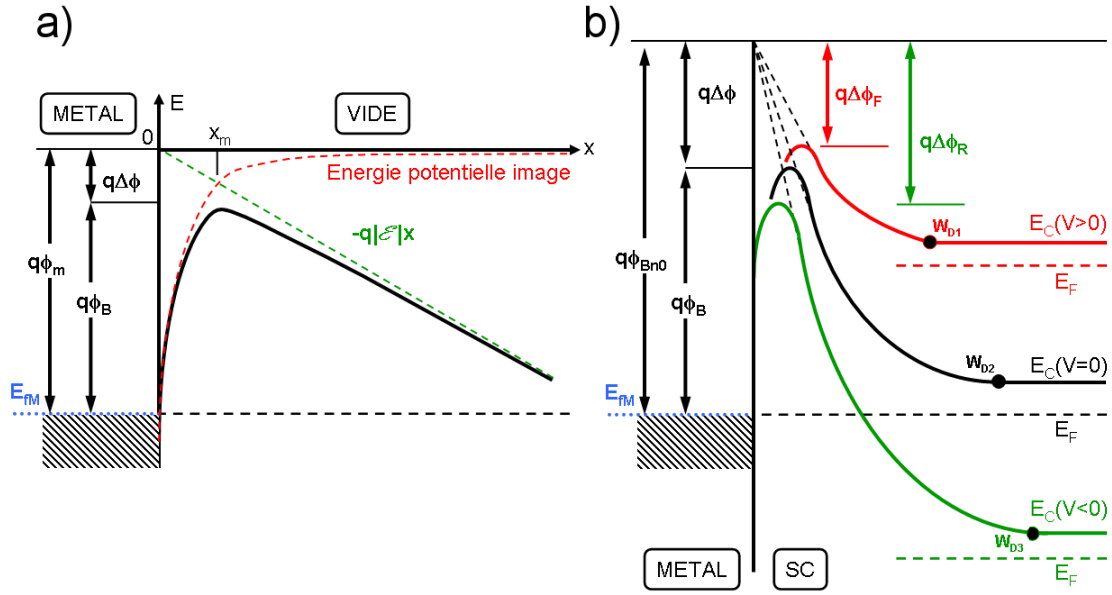 a)
METAL
E
0
x_m
VIDE
x
qΔϕ
Energie potentielle image
-q|ℰ|x
qϕ_m
qϕ_B
E_fM
b)
qΔϕ
qΔϕ_F
qΔϕ_R
qϕ_Bn0
qϕ_B
W_D1
E_C(V>0)
E_F
W_D2
E_C(V=0)
E_fM
E_F
W_D3
E_C(V<0)
E_F
METAL
SC